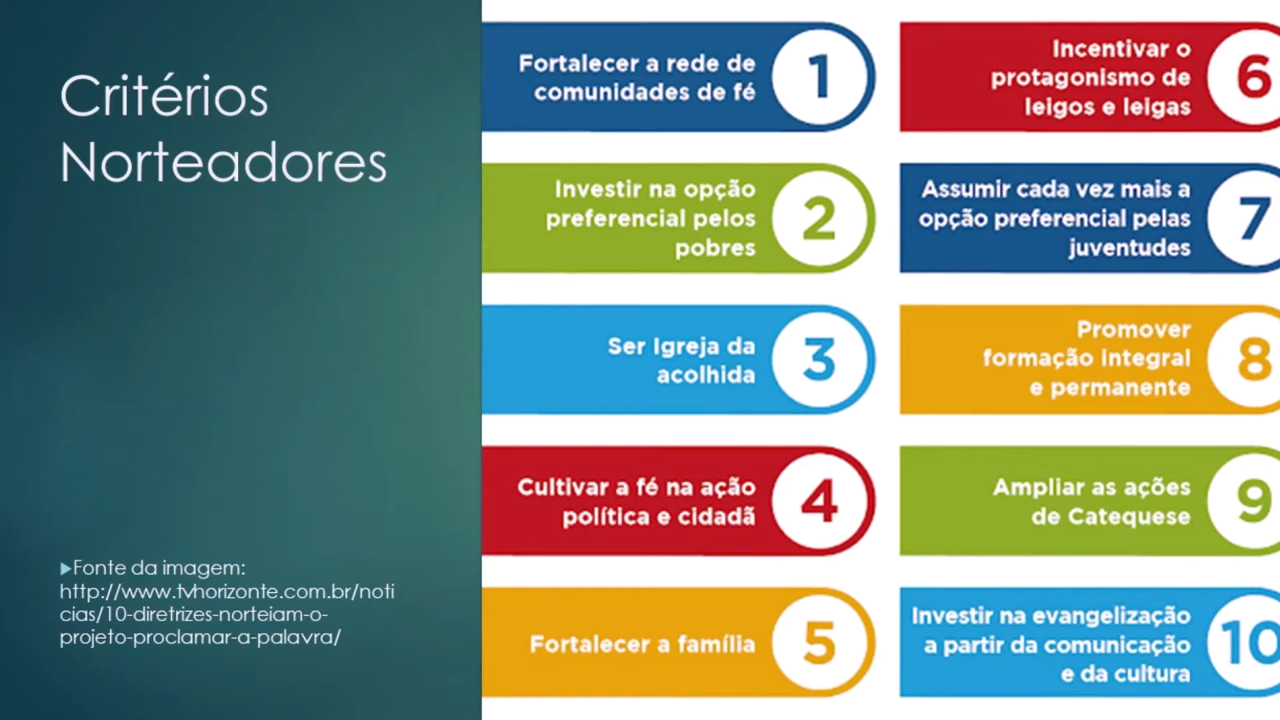 Critérios
Norteadores
▶Fonte da imagem:
http://www.tvhorizonte.com.br/noti
cias/10-diretrizes-norteiam-o-
projeto-proclamar-a-palavra/
Fortalecer a rede de
comunidades de fé
1
Investir na opção
preferencial pelos
pobres
2
Ser Igreja da
acolhida
3
Cultivar a fé na ação
política e cidadã
4
Fortalecer a família
5
Incentivar o
protagonismo de
leigos e leigas
6
Assumir cada vez mais a
opção preferencial pelas
juventudes
7
Promover
formação integral
e permanente
8
Ampliar as ações
de Catequese
9
Investir na evangelização
a partir da comunicação
e da cultura
10